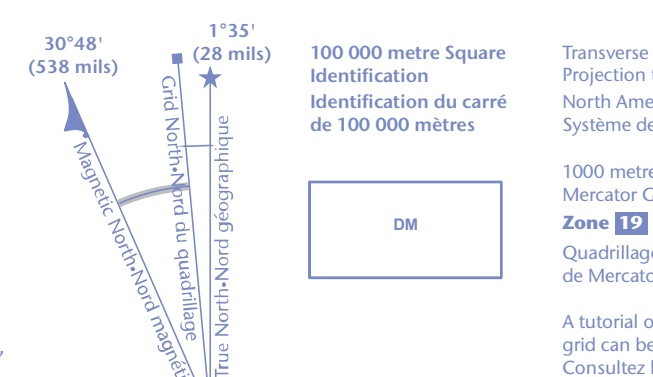 30°48'
(538 mils)
1°35'
(28 mils)
Magnetic North•Nord magnéti
Grid North•Nord du quadrillage
True North•Nord géographique
100 000 metre Square
Identification
Identification du carré
de 100 000 mètres
DM
Transverse
Projection
North Ame
Système de
1000 metre
Mercator G
Zone 19
Quadrillage
de Mercato
A tutorial o
grid can be
Consultez